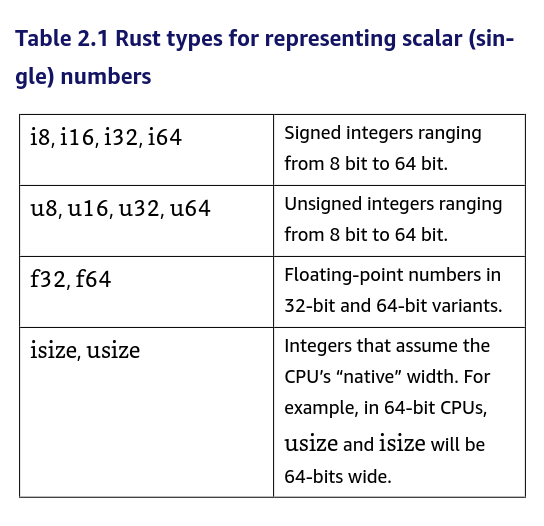 Table 2.1 Rust types for representing scalar (sin-
gle) numbers
i8, i16, i32, i64
Signed integers ranging
from 8 bit to 64 bit.
u8, u16, u32, u64
Unsigned integers ranging
from 8 bit to 64 bit.
f32, f64
Floating-point numbers in
32-bit and 64-bit variants.
isize, usize
Integers that assume the
CPU’s “native” width. For
example, in 64-bit CPUs,
usize and isize will be
64-bits wide.